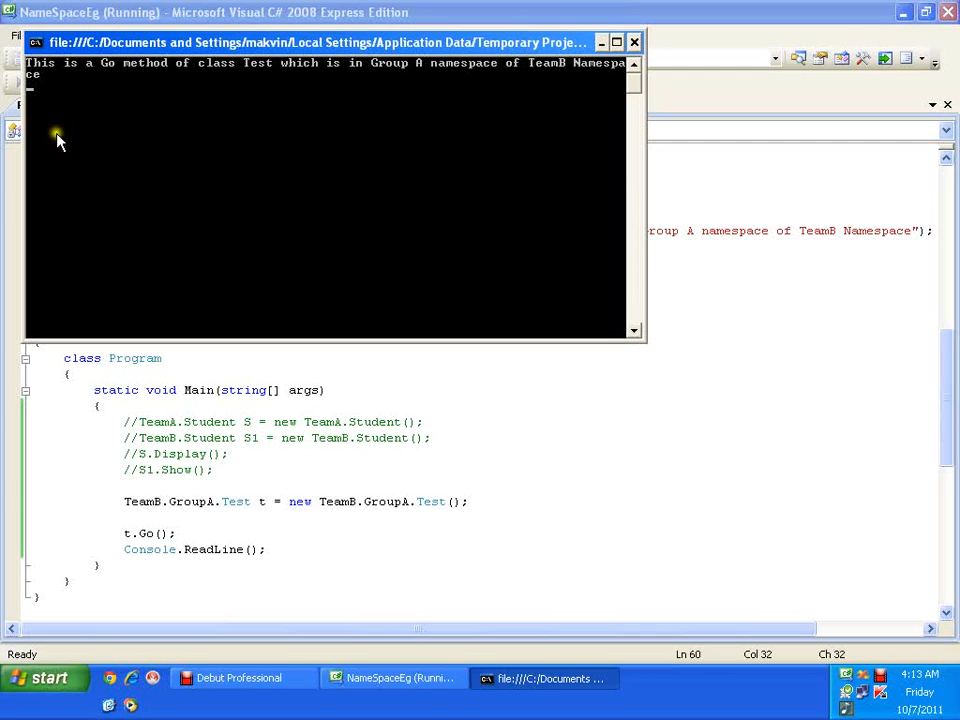 NameSpaceEg (Running) - Microsoft Visual C# 2008 Express Edition
file:///C:/Documents and Settings/makvin/Local Settings/Application Data/Temporary Proje...
This is a Go method of class Test which is in Group A namespace of TeamB Namespa
ce
Group A namespace of TeamB Namespace");
class Program
{
static void Main(string[] args)
{
//TeamA.Student S = new TeamA.Student();
//TeamB.Student S1 = new TeamB.Student();
//S.Display();
//S1.Show();
TeamB.GroupA.Test t = new TeamB.GroupA.Test();
t.Go();
Console.ReadLine();
}
}
}
Ready
Ln 60
Col 32
Ch 32
start
Debut Professional
NameSpaceEg (Runni...
file:///C:/Documents ...
4:13 AM
Friday
10/7/2011